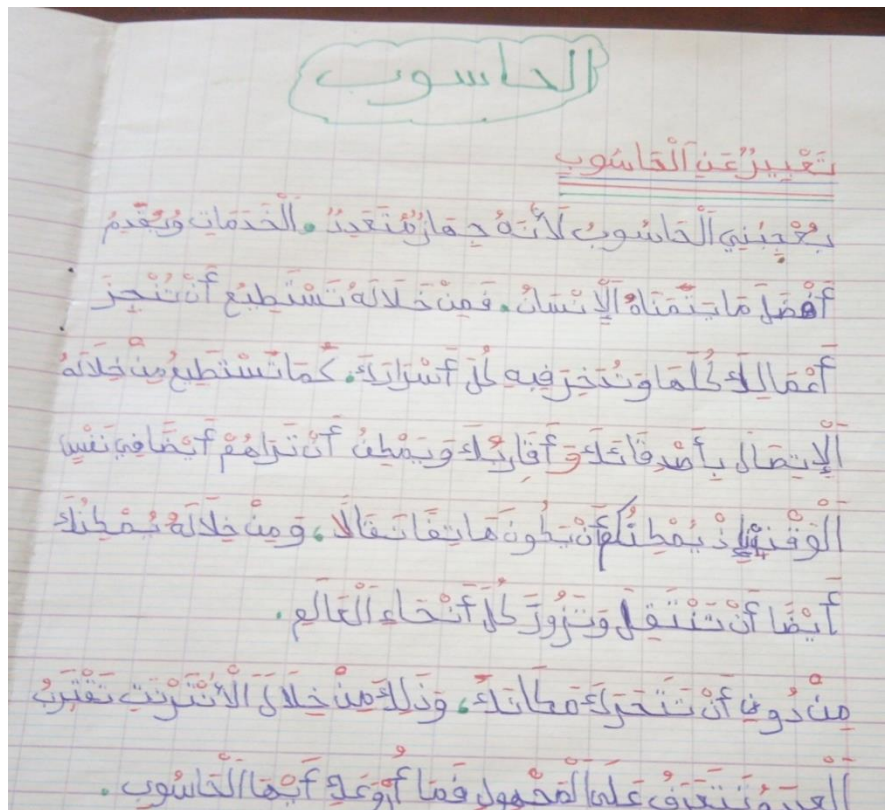 الحاسوب
تَعْبِيرٌ عَنِ الْحَاسُوبِ
يُعْجِبُنِي الْحَاسُوبُ لَأَنَّهُ جِهَازٌ مُتَعَدِّدُ. الْخَدَمَاتِ وَيُقَدِّمُ
أَفْضَلَ مَا يَتَمَنَّاهُ الْإِنْسَانُ. فَمِنْ خِلَالَهُ تَسْتَطِيعُ أَنْ تُنْجِزَ
أَعْمَالِكَ كُلَّهَا وَتَدَّخِرَ فِيهِ كُلَّ أَسْرَارِكَ. كَمَا تَسْتَطِيعُ مِنْ خِلَالَهُ
الْإِتِصَالَ بِأَصْدِقَائِكَ وَ أَقَارِبِكَ وَيُمْكِنُ أَنْ تَرَاهُمْ أَيْضًا فِي نَفْسِ
الْوَقْتِ إِذْ يُمْكِنُكُمْ أَنْ يَكُونَ هَاتِفًا نَقَالًا، وَمِنْ خِلَالَهُ يُمْكِنُكَ
أَيْضًا أَنْ تَنْتَقِلَ وَتَزُورَ كُلَّ أَنْحَاءِ الْعَالَمِ.
مِنْ دُونِ أَنْ تَتَحَرَكَ مَكَانَكَ، وَذَلِكَ مِنْ خِلَالَ الْأَنْتَرْنَتِ تَقْتَرِبُ
وَتَتَعَرَفُ عَلَى الْمَجْهُولِ فَمَا أَرْوَعَكَ أَيُّهَا الْحَاسُوب.